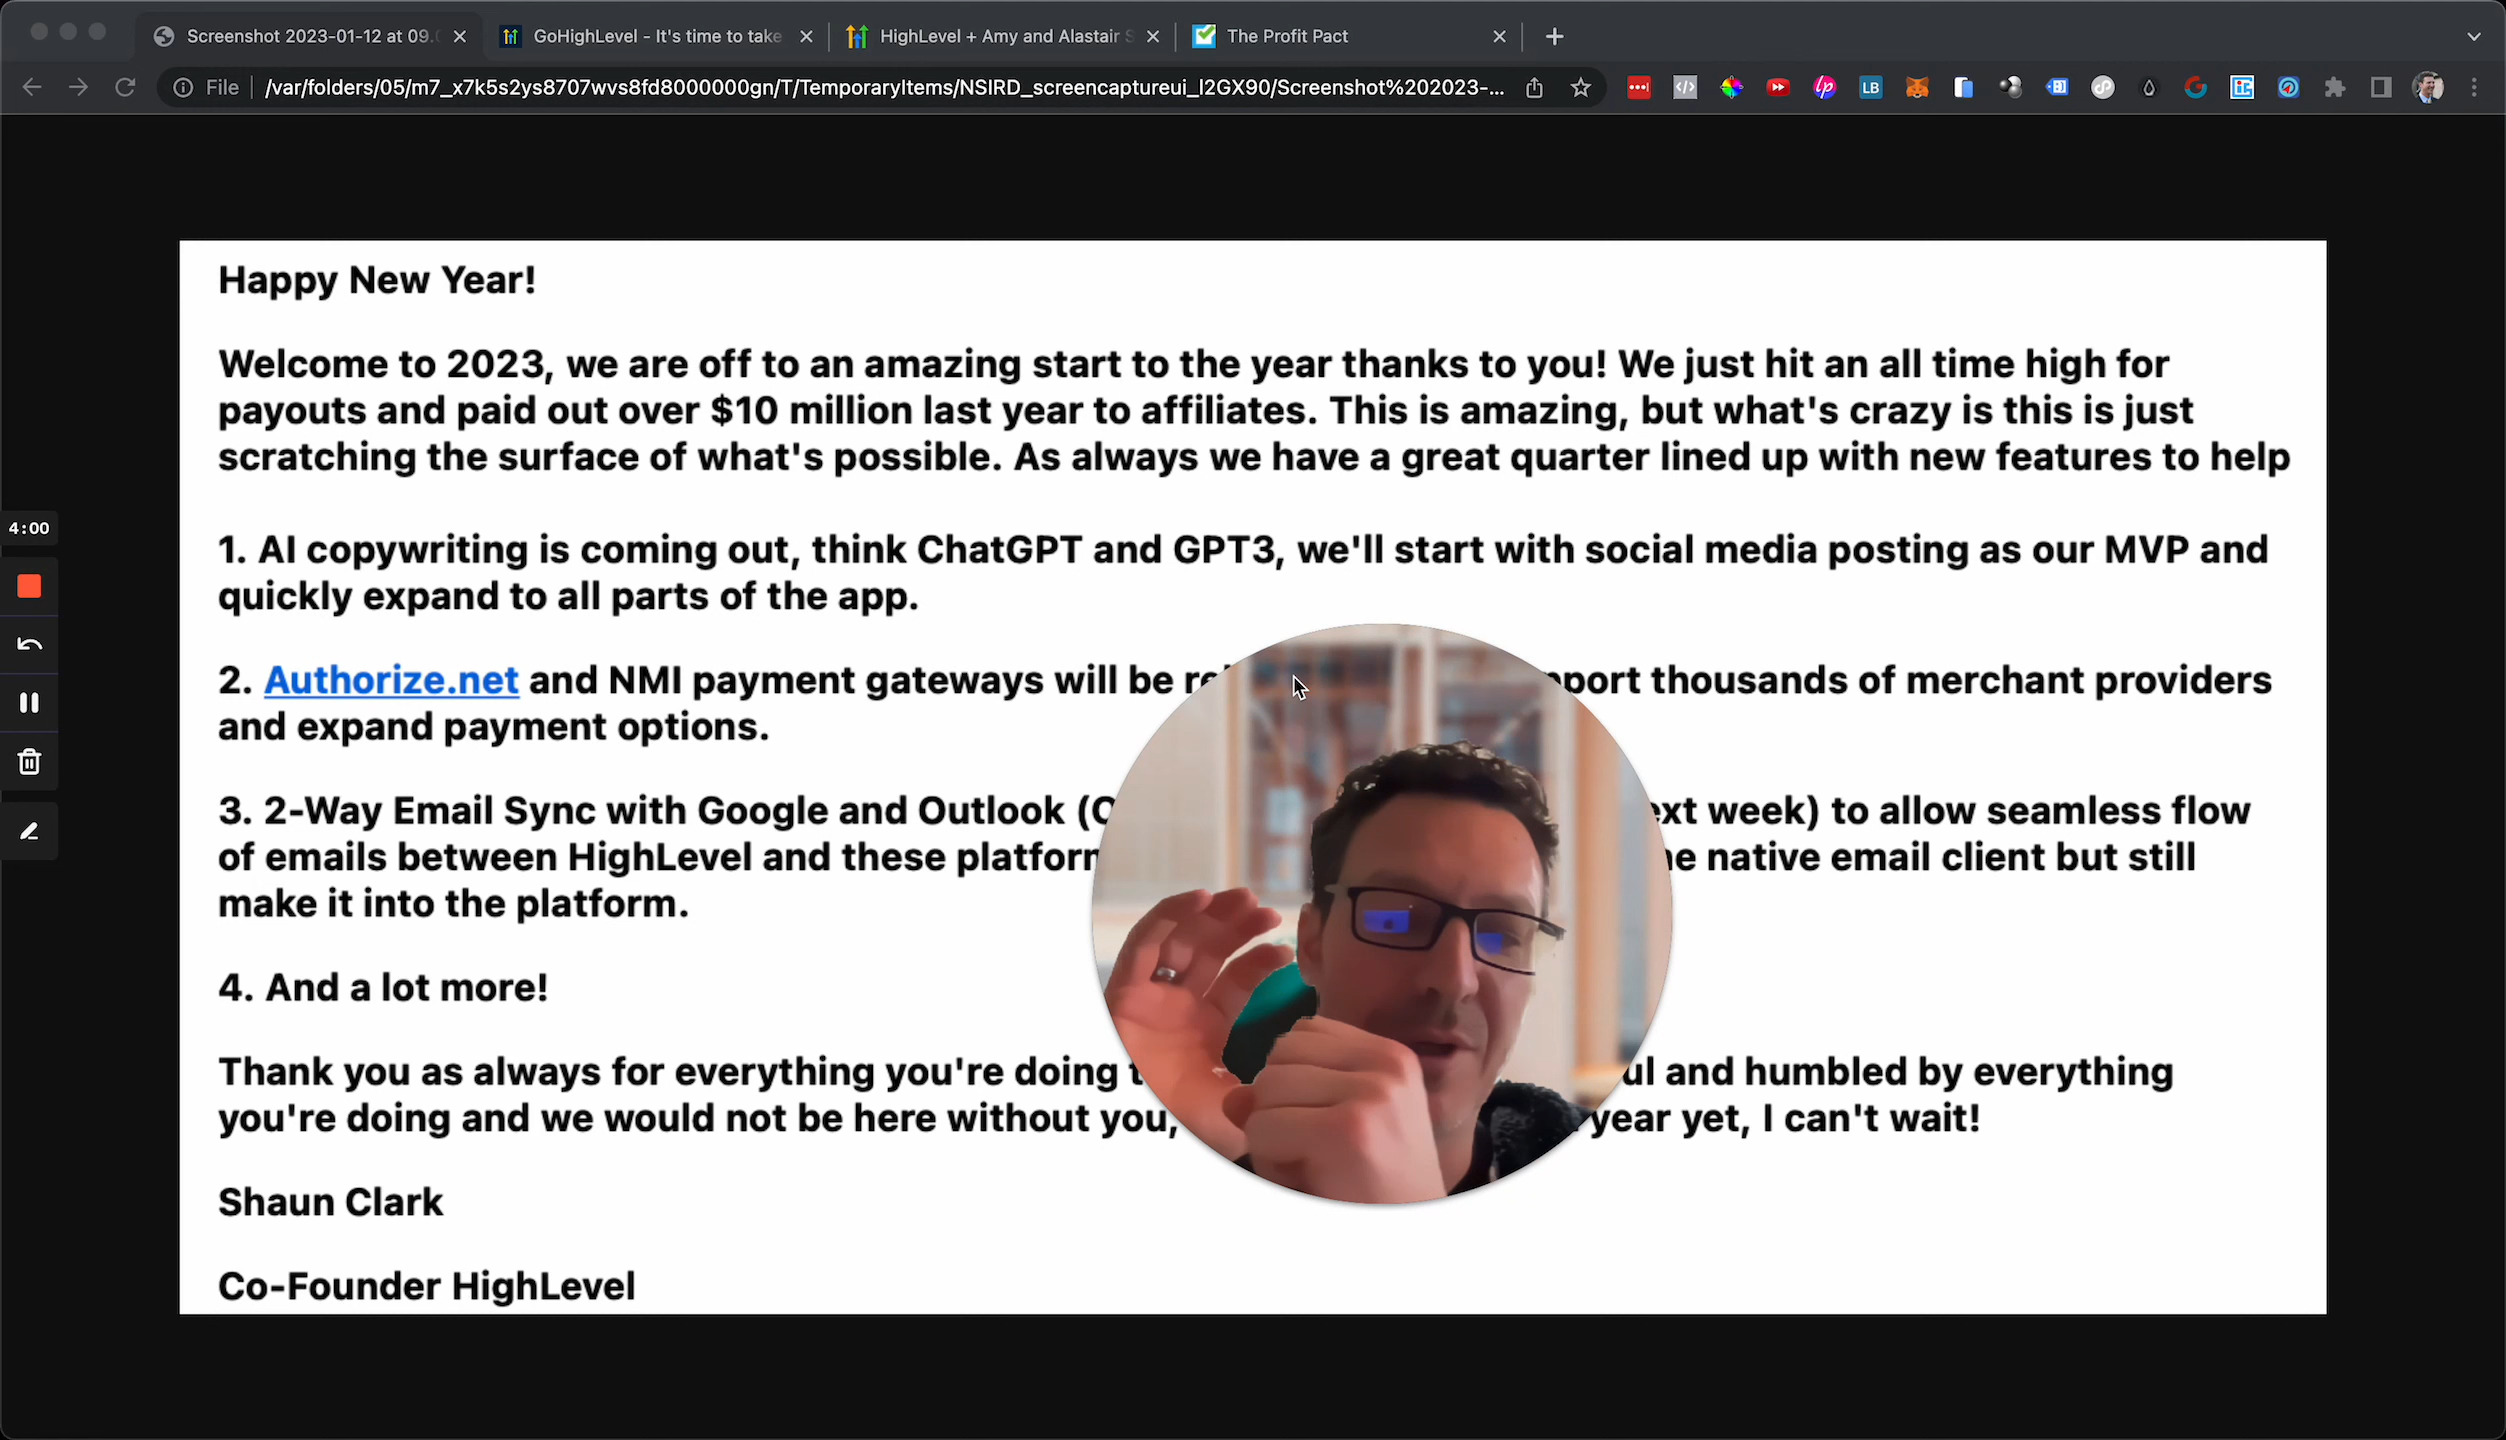 Screenshot 2023-01-12 at 09.
GoHighLevel - It's time to take
HighLevel + Amy and Alastair S
The Profit Pact
File
/var/folders/05/m7_x7k5s2ys8707wvs8fd8000000gn/T/TemporaryItems/NSIRD_screencaptureui_l2GX90/Screenshot%202023-...
LB
Happy New Year!
Welcome to 2023, we are off to an amazing start to the year thanks to you! We just hit an all time high for
payouts and paid out over $10 million last year to affiliates. This is amazing, but what's crazy is this is just
scratching the surface of what's possible. As always we have a great quarter lined up with new features to help
4:00
1. AI copywriting is coming out, think ChatGPT and GPT3, we'll start with social media posting as our MVP and
quickly expand to all parts of the app.
2. Authorize.net and NMI payment gateways will be thousands of merchant providers
and expand payment options.
3. 2-Way Email Sync with Google and Outlook week) to allow seamless flow
of emails between HighLevel and these native email client but still
make it into the platform.
4. And a lot more!
Thank you as always for everything you're doing and humbled by everything
you're doing and we would not be here without you, year yet, I can't wait!
Shaun Clark
Co-Founder HighLevel